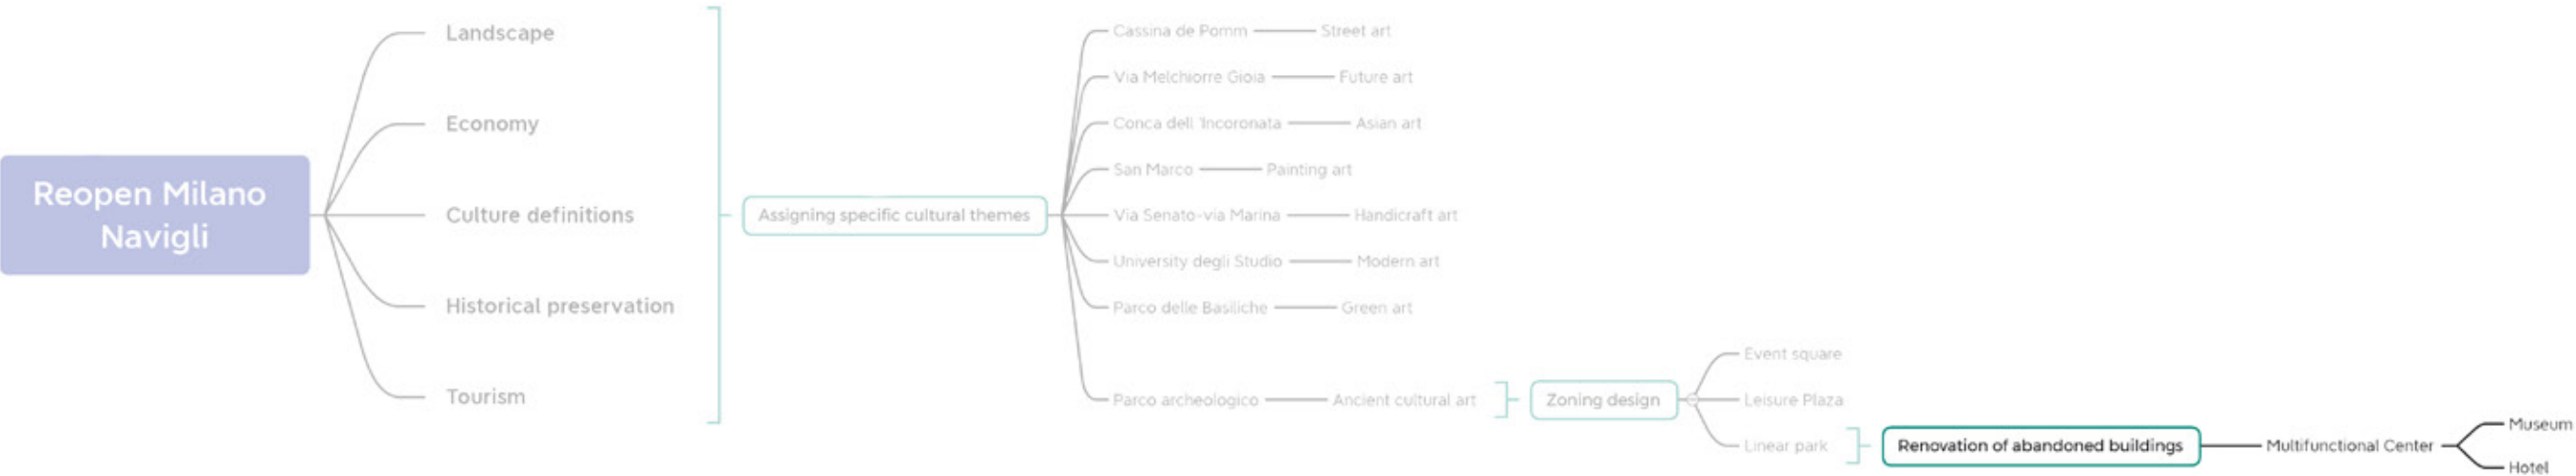 Reopen Milano
Navigli
Landscape
Economy
Culture definitions
Historical preservation
Tourism
Assigning specific cultural themes
Cassina de Pomm
Street art
Via Melchiorre Gioia
Future art
Conca dell 'Incoronata
Asian art
San Marco
Painting art
Via Senato-via Marina
Handicraft art
University degli Studio
Modern art
Parco delle Basiliche
Green art
Parco archeologico
Ancient cultural art
Zoning design
Event square
Leisure Plaza
Linear park
Renovation of abandoned buildings
Multifunctional Center
Museum
Hotel